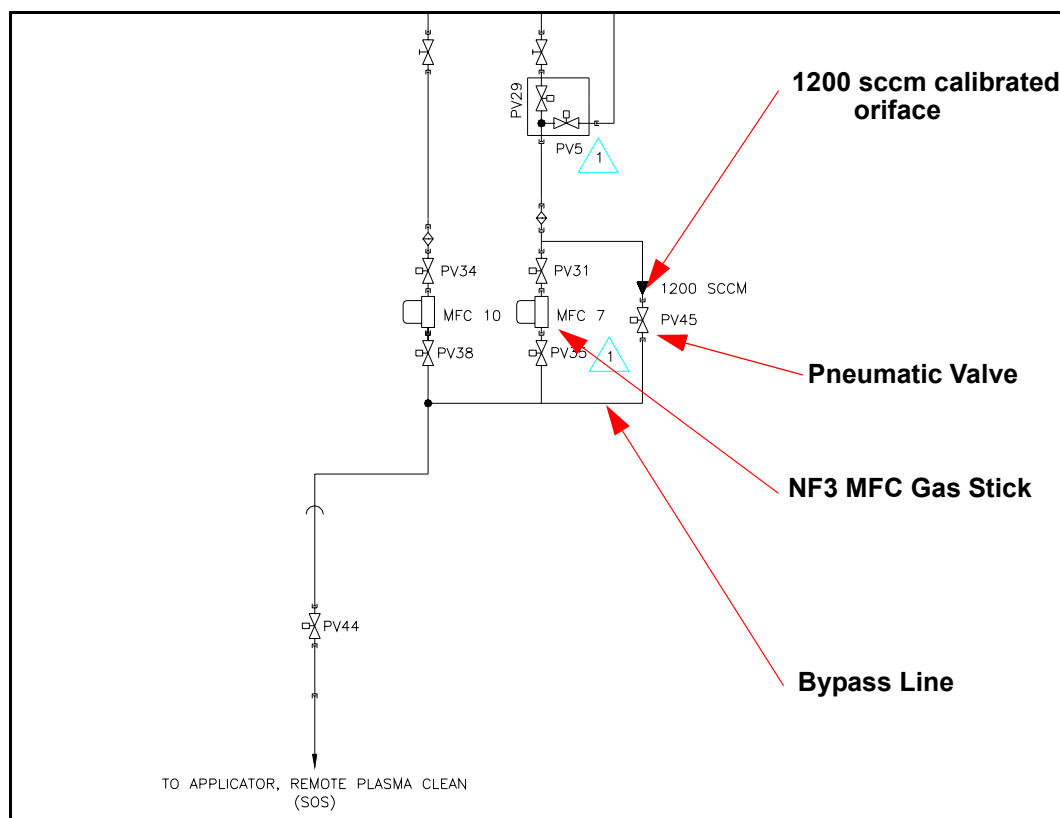 1200 sccm calibrated
oriface
PV29
PV5
1
PV34
PV31
1200 SCCM
MFC 10
MFC 7
PV45
PV38
PV35
1
Pneumatic Valve
NF3 MFC Gas Stick
PV44
Bypass Line
TO APPLICATOR, REMOTE PLASMA CLEAN
(SOS)